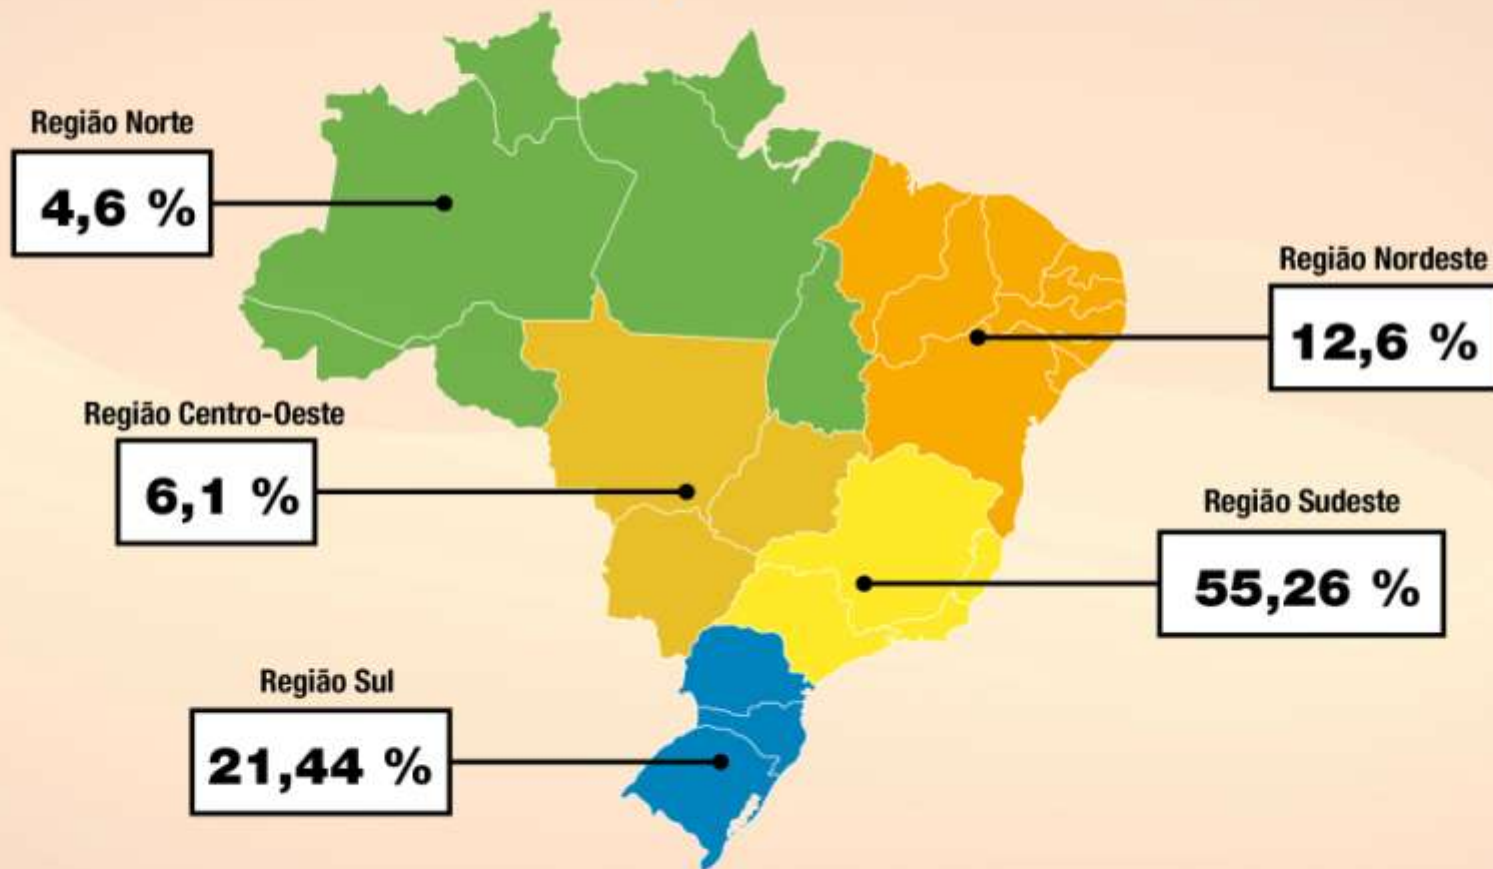 Região Norte
4,6 %
Região Nordeste
12,6 %
Região Centro-Oeste
6,1 %
Região Sudeste
55,26 %
Região Sul
21,44 %